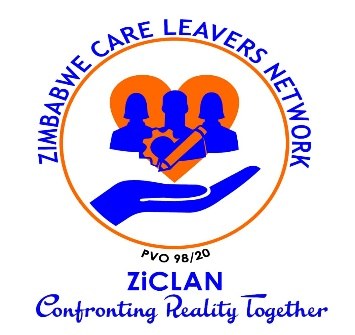 ZIMBABWE CARE LEAVERS NETWORK
PVO 98/20
ZiCLAN
Confronting Reality Together